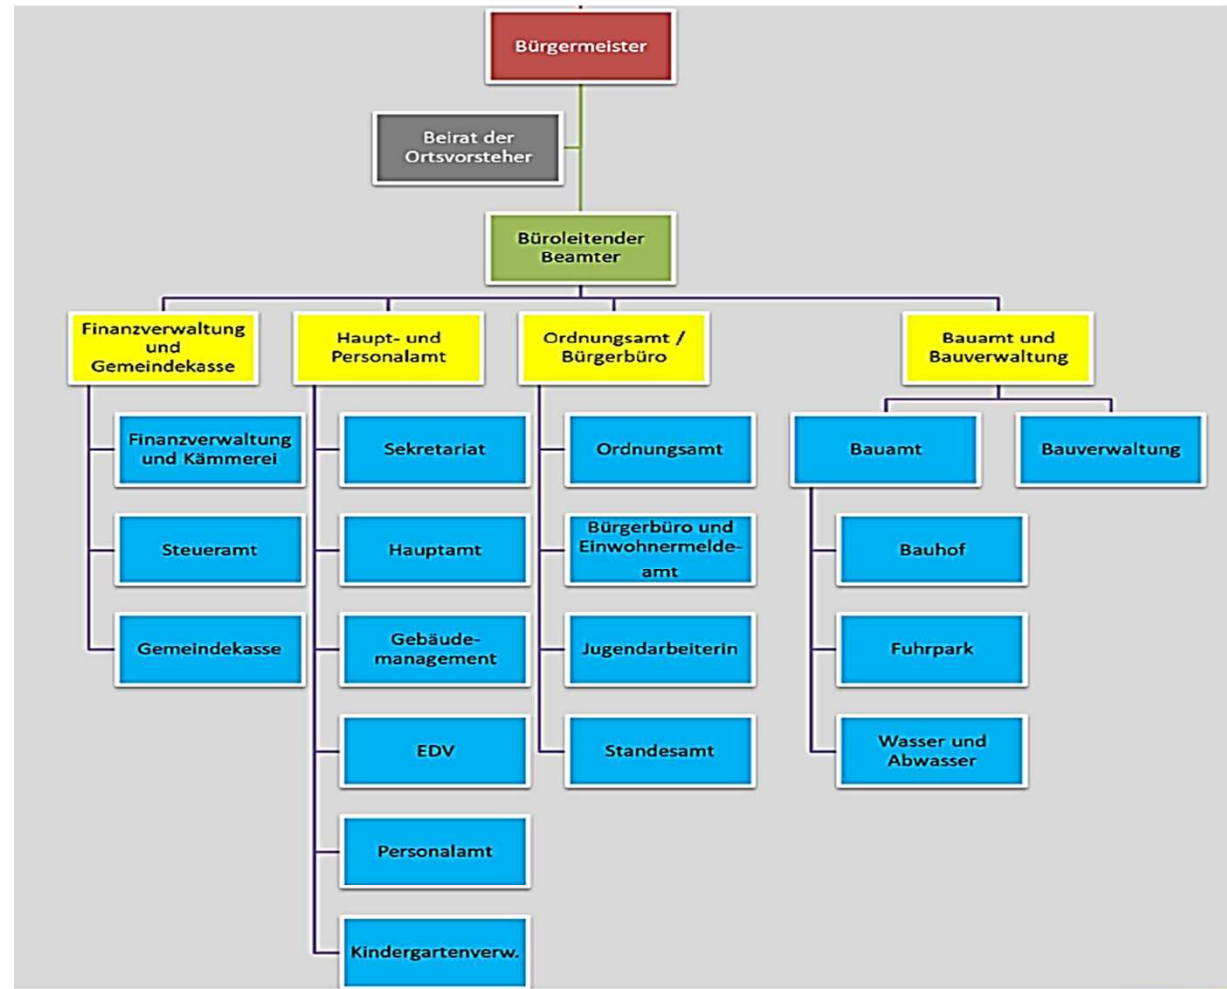 Bürgermeister
Beirat der
Ortsvorsteher
Büroleitender
Beamter
Finanzverwaltung
und
Gemeindekasse
Finanzverwaltung
und Kämmerei
Steueramt
Gemeindekasse
Haupt- und
Personalamt
Sekretariat
Hauptamt
Gebäude-
management
EDV
Personalamt
Kindergartenverw.
Ordnungsamt /
Bürgerbüro
Ordnungsamt
Bürgerbüro und
Einwohnermelde-
amt
Jugendarbeiterin
Standesamt
Bauamt und
Bauverwaltung
Bauamt
Bauhof
Fuhrpark
Wasser und
Abwasser
Bauverwaltung